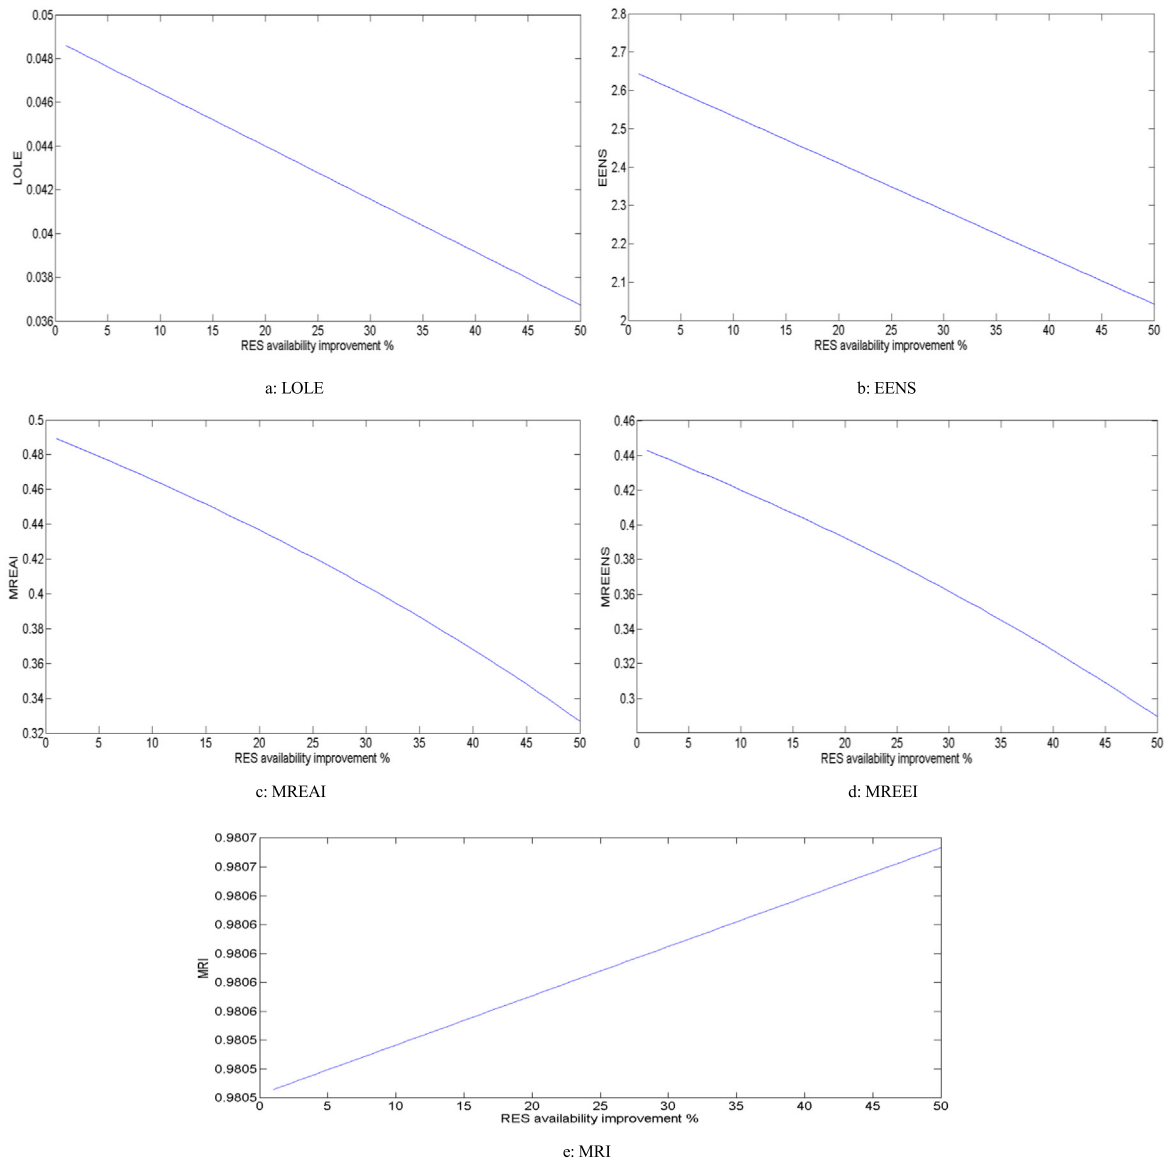 0.05
0.048
0.046
0.044
0.042
0.04
0.038
0.036
LOLE
0 5 10 15 20 25 30 35 40 45 50
RES availability improvement %
a: LOLE
2.8
2.7
2.6
2.5
2.4
2.3
2.2
2.1
2
EENS
0 5 10 15 20 25 30 35 40 45 50
RES availability improvement %
b: EENS
0.5
0.48
0.46
0.44
0.42
0.4
0.38
0.36
0.34
0.32
MREAI
0 5 10 15 20 25 30 35 40 45 50
RES availability improvement %
c: MREAI
0.46
0.44
0.42
0.4
0.38
0.36
0.34
0.32
0.3
MREENS
0 5 10 15 20 25 30 35 40 45 50
RES availability improvement %
d: MREEI
0.9807
0.9807
0.9806
0.9806
0.9806
0.9806
0.9806
0.9805
0.9805
0.9805
MRI
0 5 10 15 20 25 30 35 40 45 50
RES availability improvement %
e: MRI